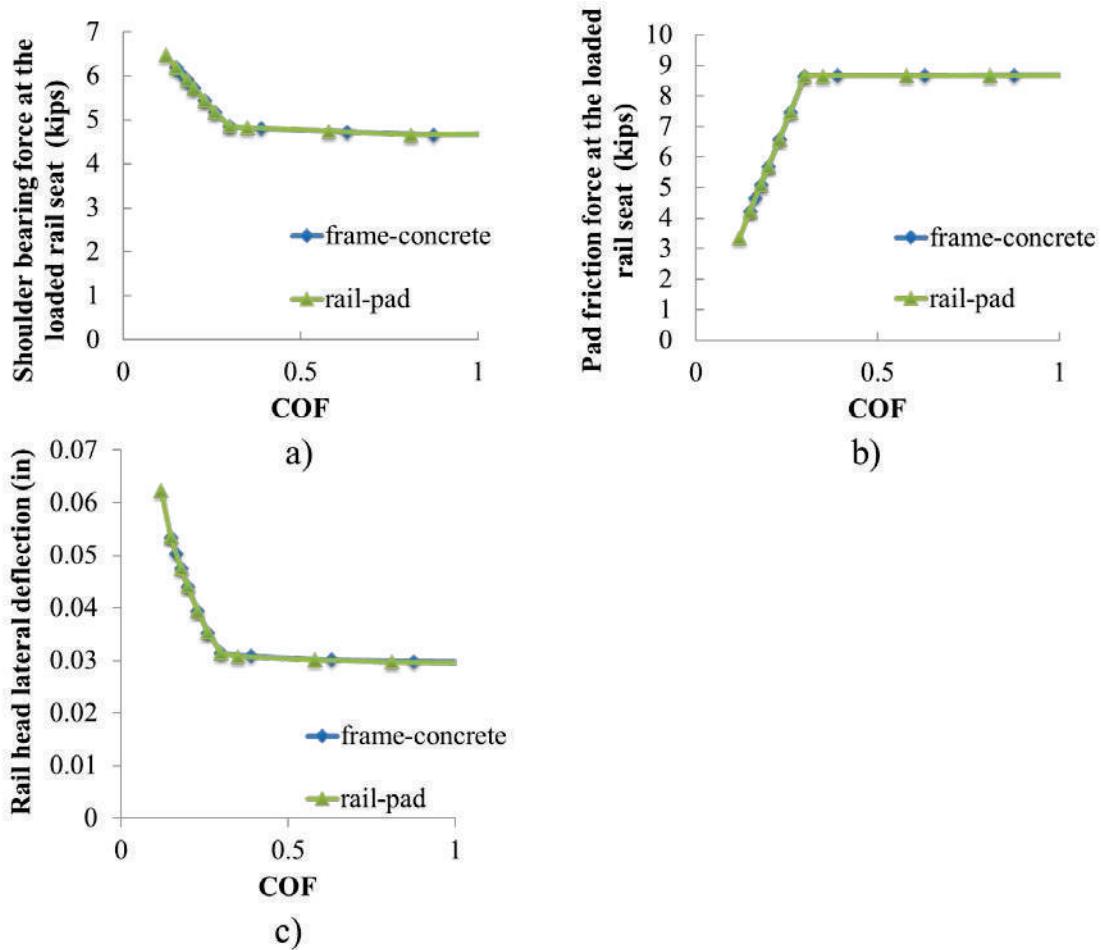 Shoulder bearing force at the
loaded rail seat (kips)
7
6
5
4
3
2
1
0
frame-concrete
rail-pad
0
0.5
1
COF
a)
Pad friction force at the loaded
rail seat (kips)
10
9
8
7
6
5
4
3
2
1
0
frame-concrete
rail-pad
0
0.5
1
COF
b)
Rail head lateral deflection (in)
0.07
0.06
0.05
0.04
0.03
0.02
0.01
0
frame-concrete
rail-pad
0
0.5
1
COF
c)